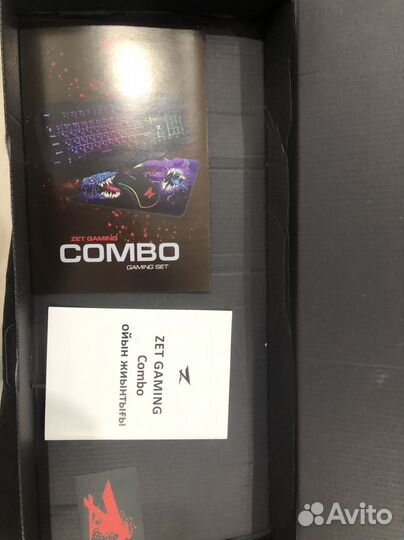 ZET GAMING
COMBO
GAMING SET
ZET GAMING
Combo
ойын жиынтығы
Avito